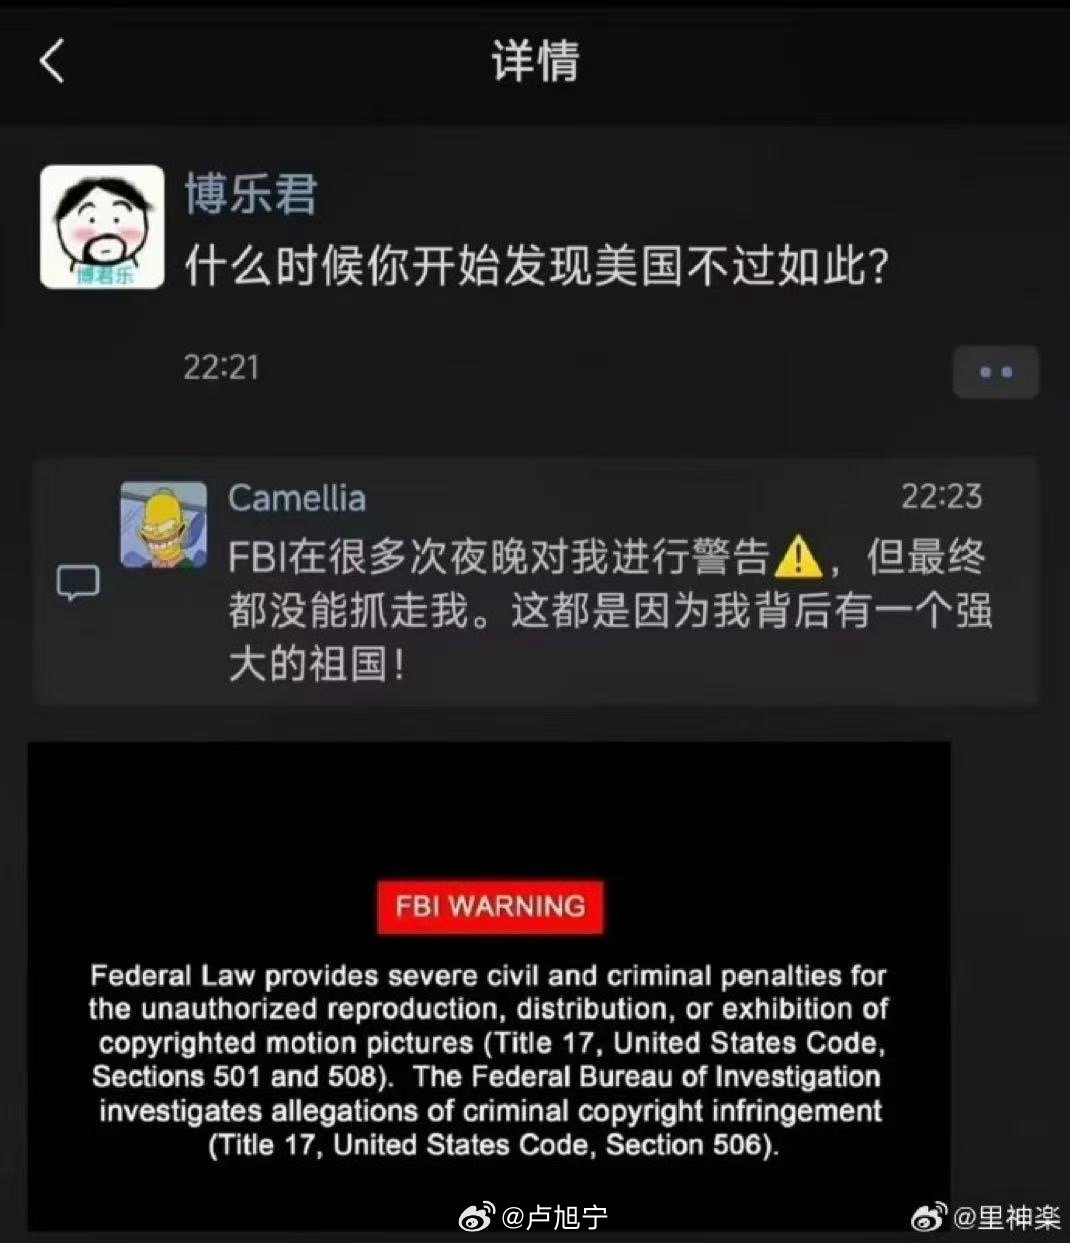 详情
博乐君
什么时候你开始发现美国不过如此?
博君乐
22:21
Camellia
22:23
FBI在很多次夜晚对我进行警告⚠️，但最终
都没能抓走我。这都是因为我背后有一个强
大的祖国！
FBI WARNING
Federal Law provides severe civil and criminal penalties for
the unauthorized reproduction, distribution, or exhibition of
copyrighted motion pictures (Title 17, United States Code,
Sections 501 and 508). The Federal Bureau of Investigation
investigates allegations of criminal copyright infringement
(Title 17, United States Code, Section 506).
@卢旭宁
@里神楽